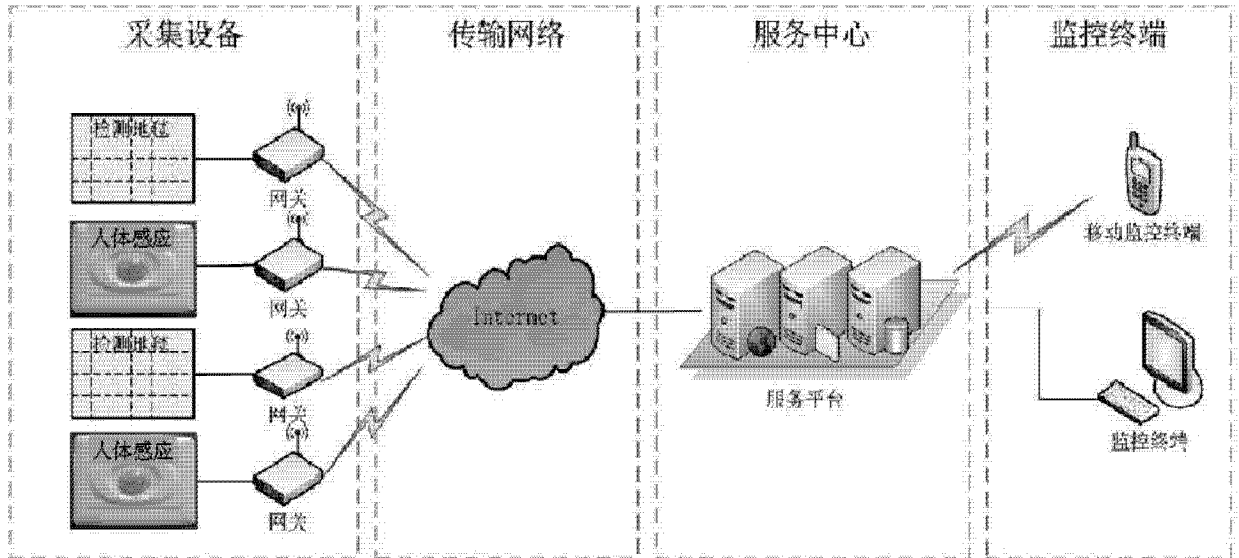 采集设备
传输网络
服务中心
监控终端
检测地毯
网关
人体感应
网关
检测地毯
网关
人体感应
网关
Internet
服务平台
移动监控终端
监控终端